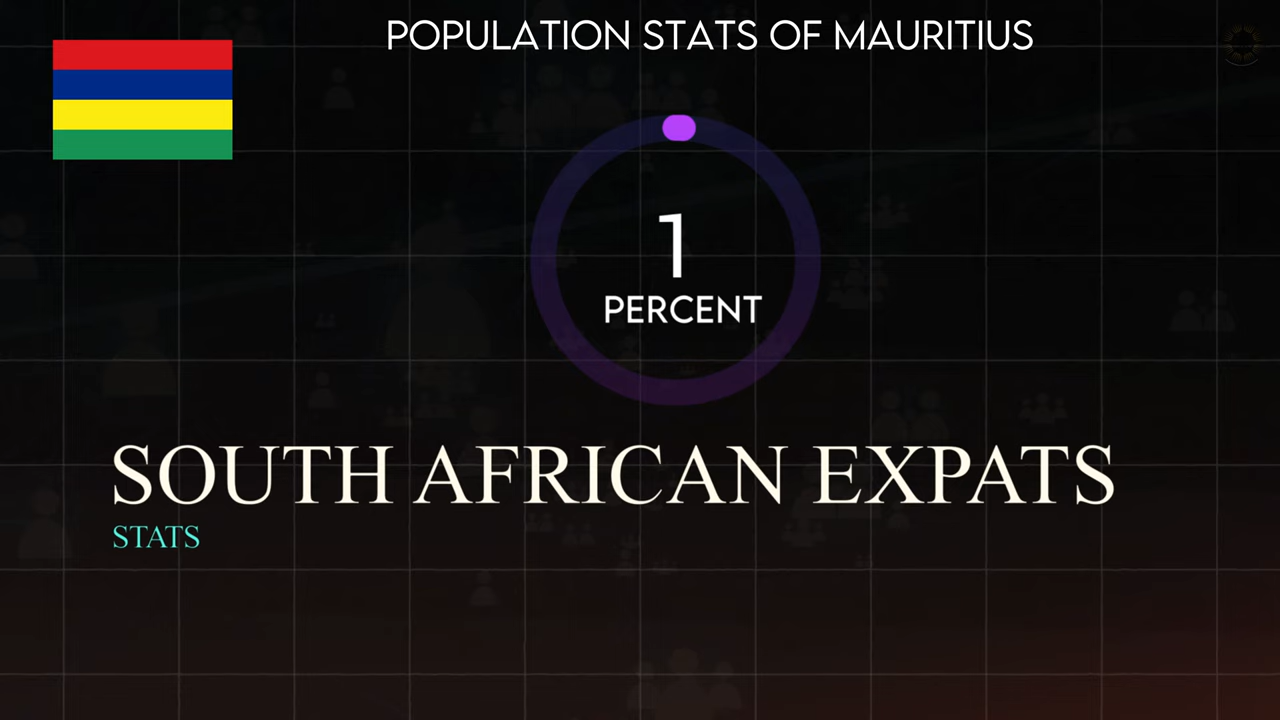 POPULATION STATS OF MAURITIUS
1
PERCENT
SOUTH AFRICAN EXPATS
STATS